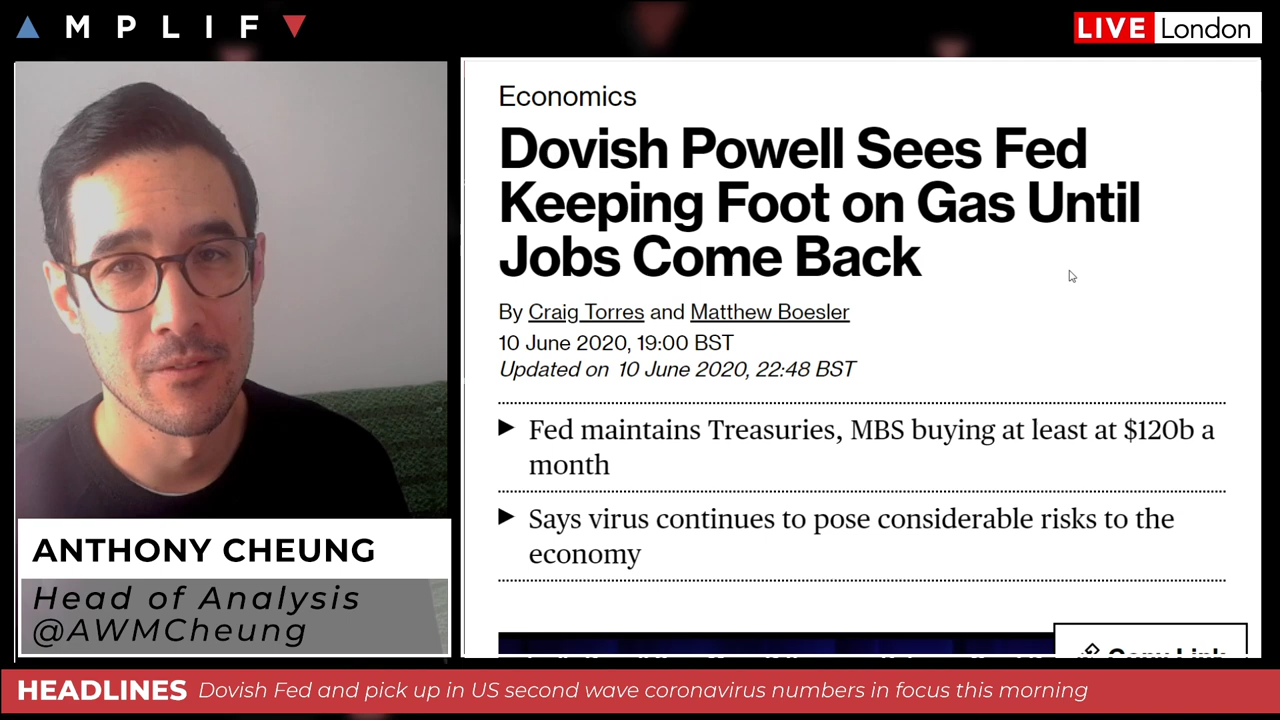 MPLIF
LIVE London
Economics
Dovish Powell Sees Fed
Keeping Foot on Gas Until
Jobs Come Back
By Craig Torres and Matthew Boesler
10 June 2020, 19:00 BST
Updated on 10 June 2020, 22:48 BST
Fed maintains Treasuries, MBS buying at least at $120b a
month
Says virus continues to pose considerable risks to the
economy
Copy Link
ANTHONY CHEUNG
Head of Analysis
@AWMCheung
HEADLINES Dovish Fed and pick up in US second wave coronavirus numbers in focus this morning